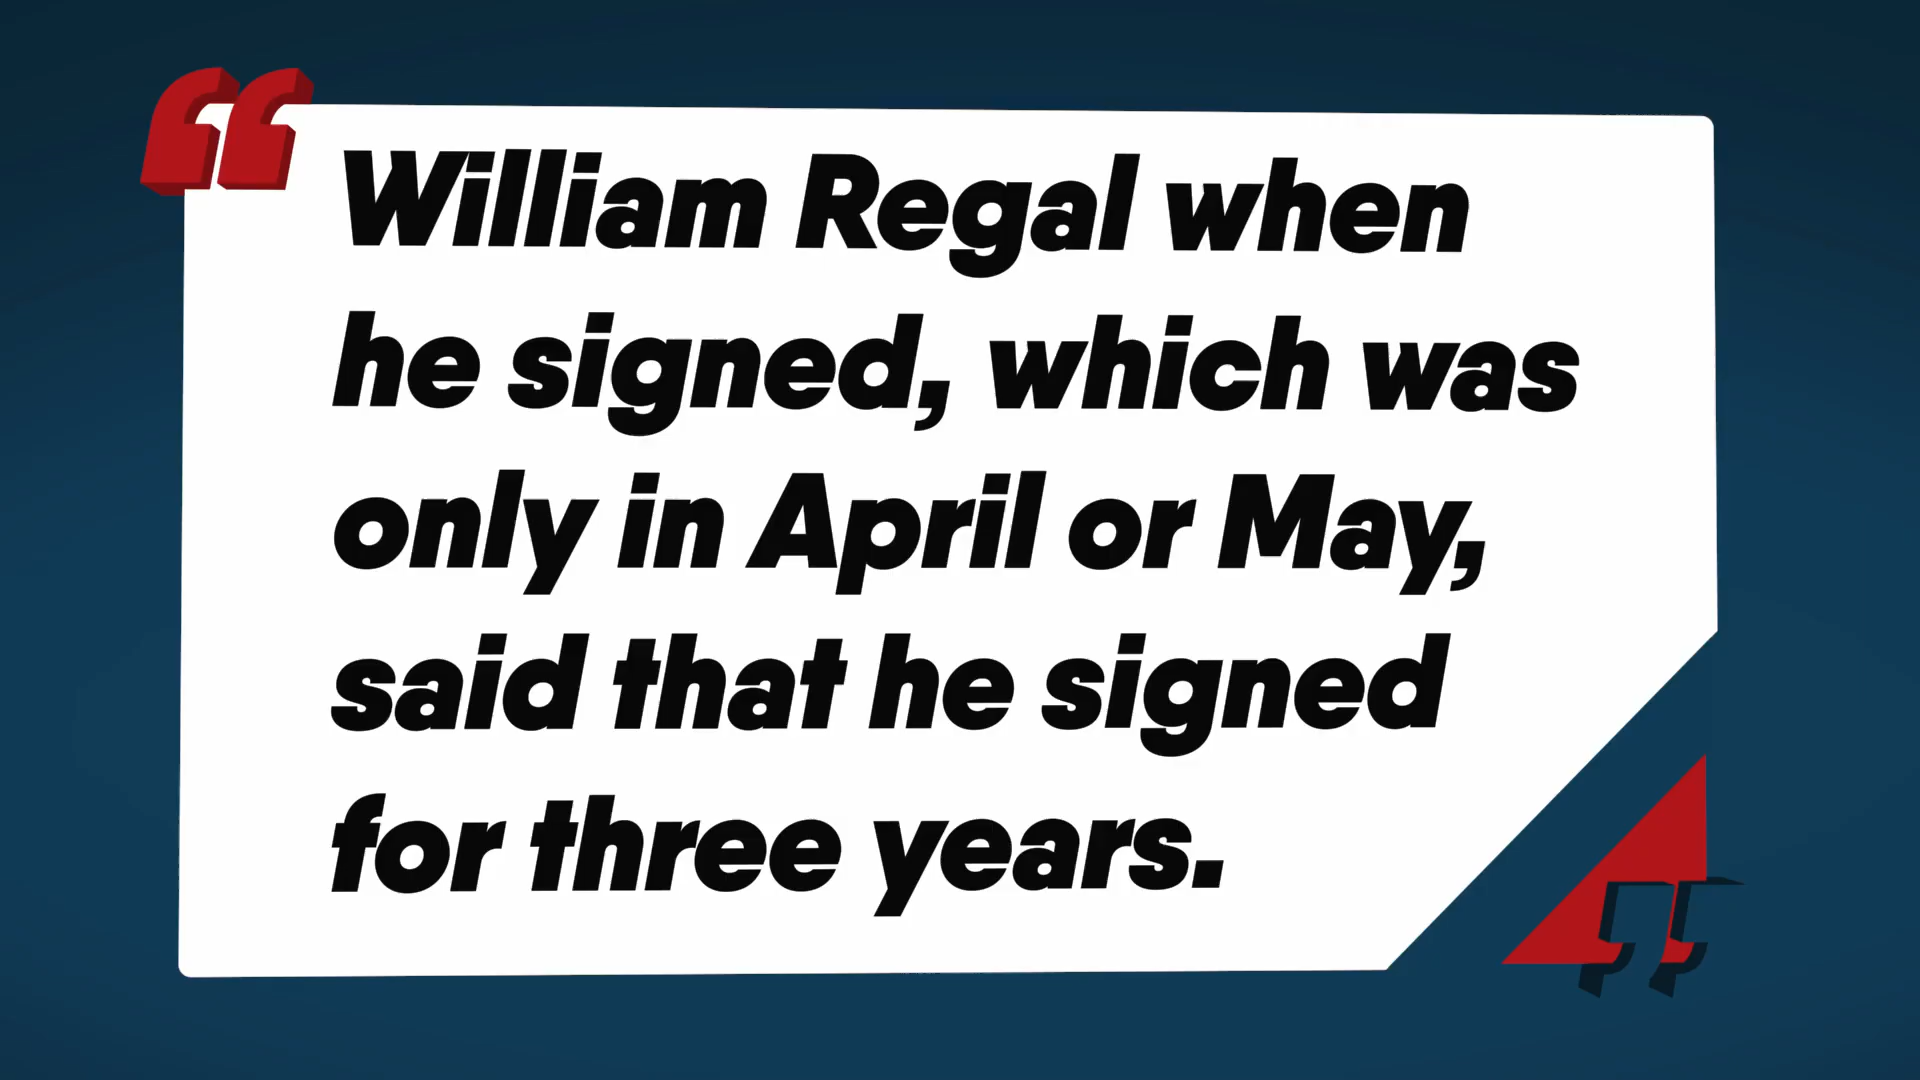 William Regal when
he signed, which was
only in April or May,
said that he signed
for three years.